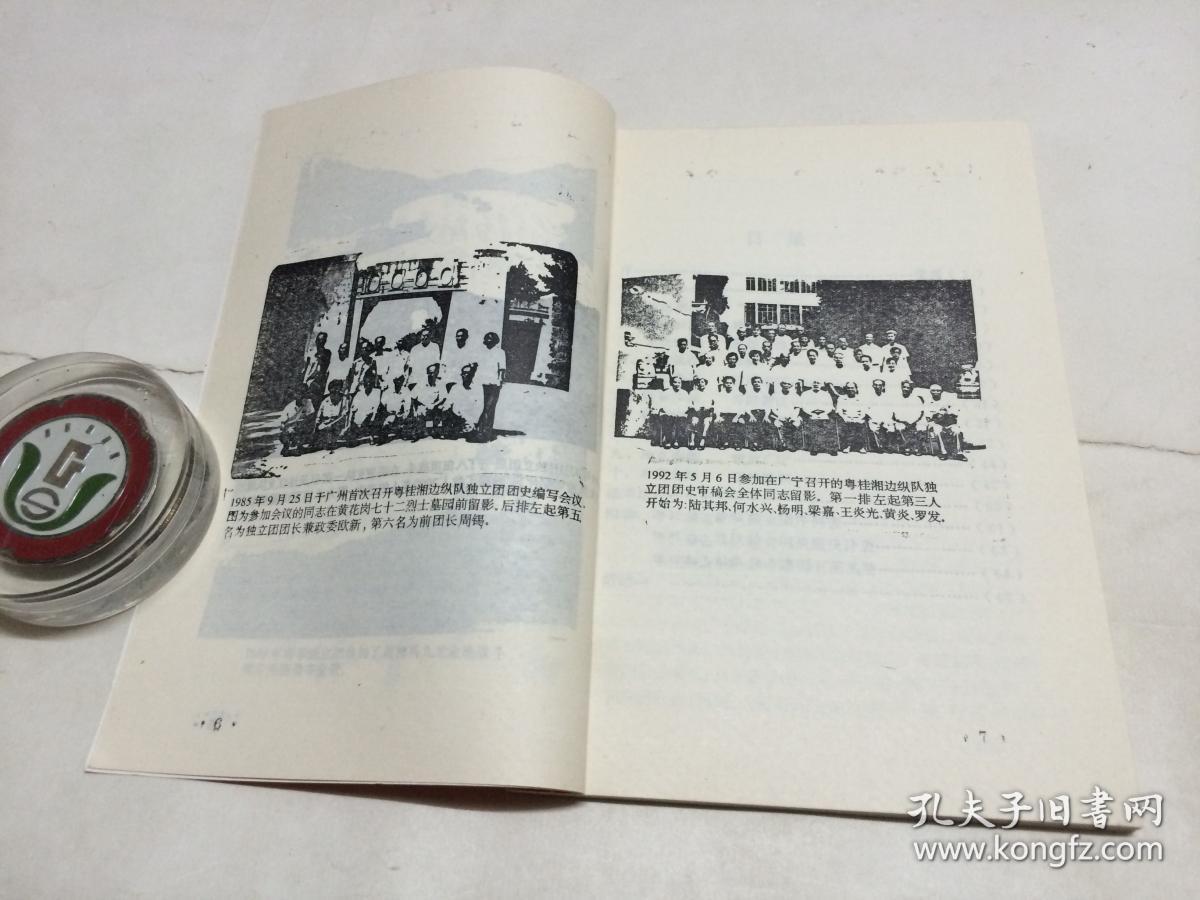 1985年9月25日于广州首次召开粤桂湘边纵队独立团团史编写会议。
图为参加会议的同志在黄花岗七十二烈士墓园前留影。后排左起第五
名为独立团团长兼政委欧新,第六名为前团长周锷。
·6·
1992年5月6日参加在广宁召开的粤桂湘边纵队独
立团团史审稿会全体同志留影。第一排左起第三人
开始为:陆其邦、何水兴、杨明、梁嘉、王炎光、黄炎、罗发。
7
孔夫子旧书网
www.kongfz.com